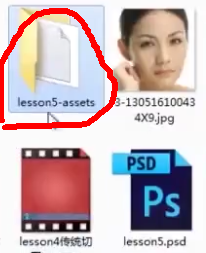 lesson5-assets
3-13051610043
4X9.jpg
PSD
Ps
lesson4传统切
lesson5.psd